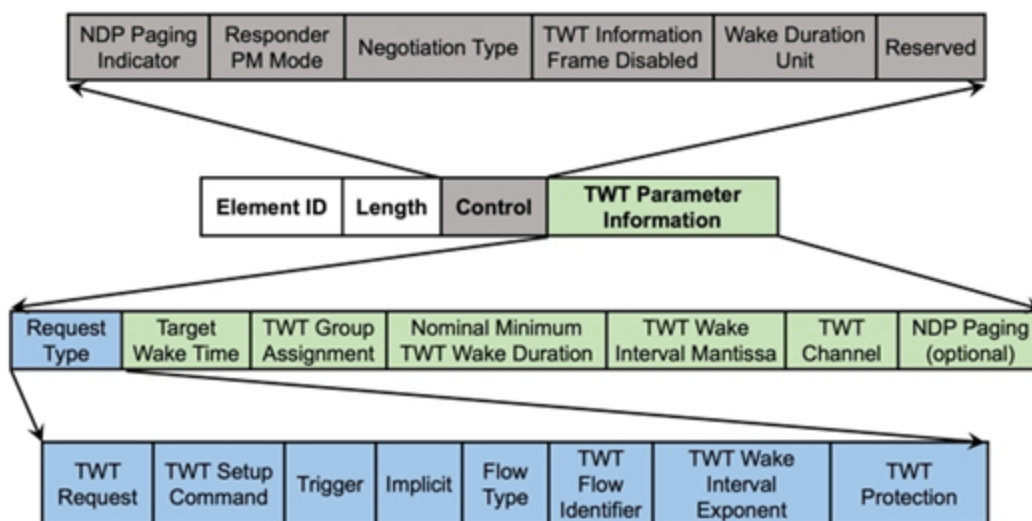 NDP Paging
Indicator
Responder
PM Mode
Negotiation Type
TWT Information
Frame Disabled
Wake Duration
Unit
Reserved
Element ID
Length
Control
TWT Parameter
Information
Request
Type
Target
Wake Time
TWT Group
Assignment
Nominal Minimum
TWT Wake Duration
TWT Wake
Interval Mantissa
TWT
Channel
NDP Paging
(optional)
TWT
Request
TWT Setup
Command
Trigger
Implicit
Flow
Type
TWT
Flow
Identifier
TWT Wake
Interval
Exponent
TWT
Protection